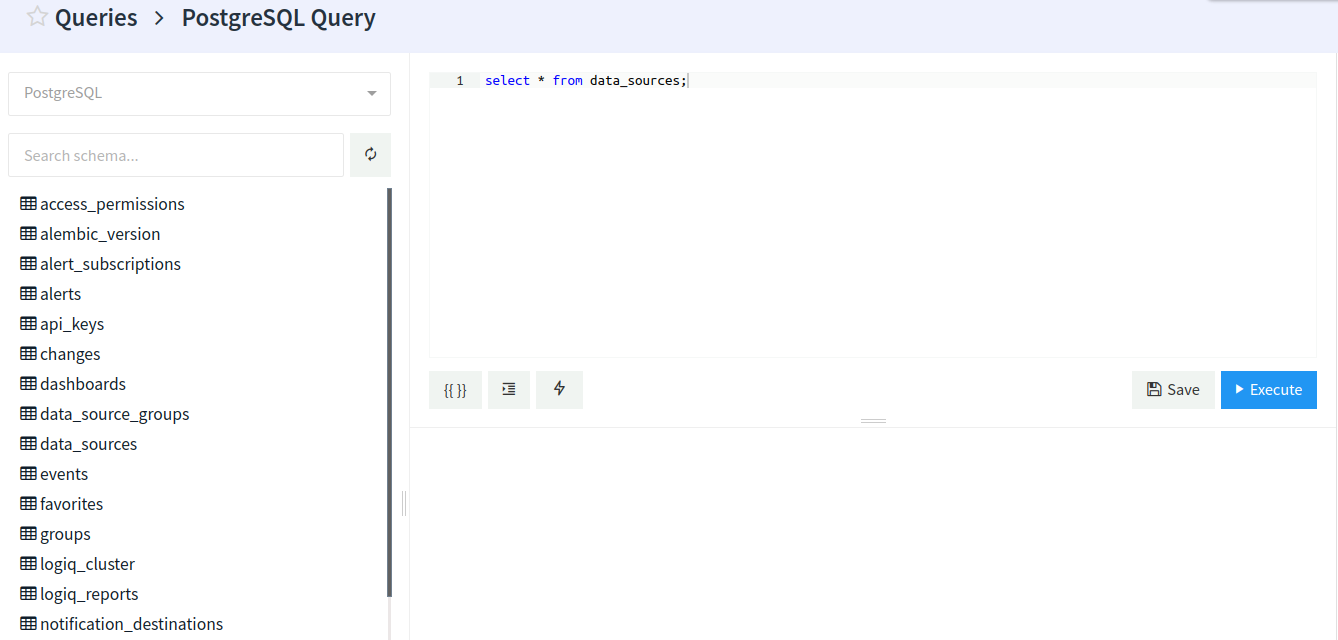 Queries > PostgreSQL Query
PostgreSQL
Search schema...
access_permissions
alembic_version
alert_subscriptions
alerts
api_keys
changes
dashboards
data_source_groups
data_sources
events
favorites
groups
logiq_cluster
logiq_reports
notification_destinations
1 select * from data_sources;
{{ }}
Save
Execute